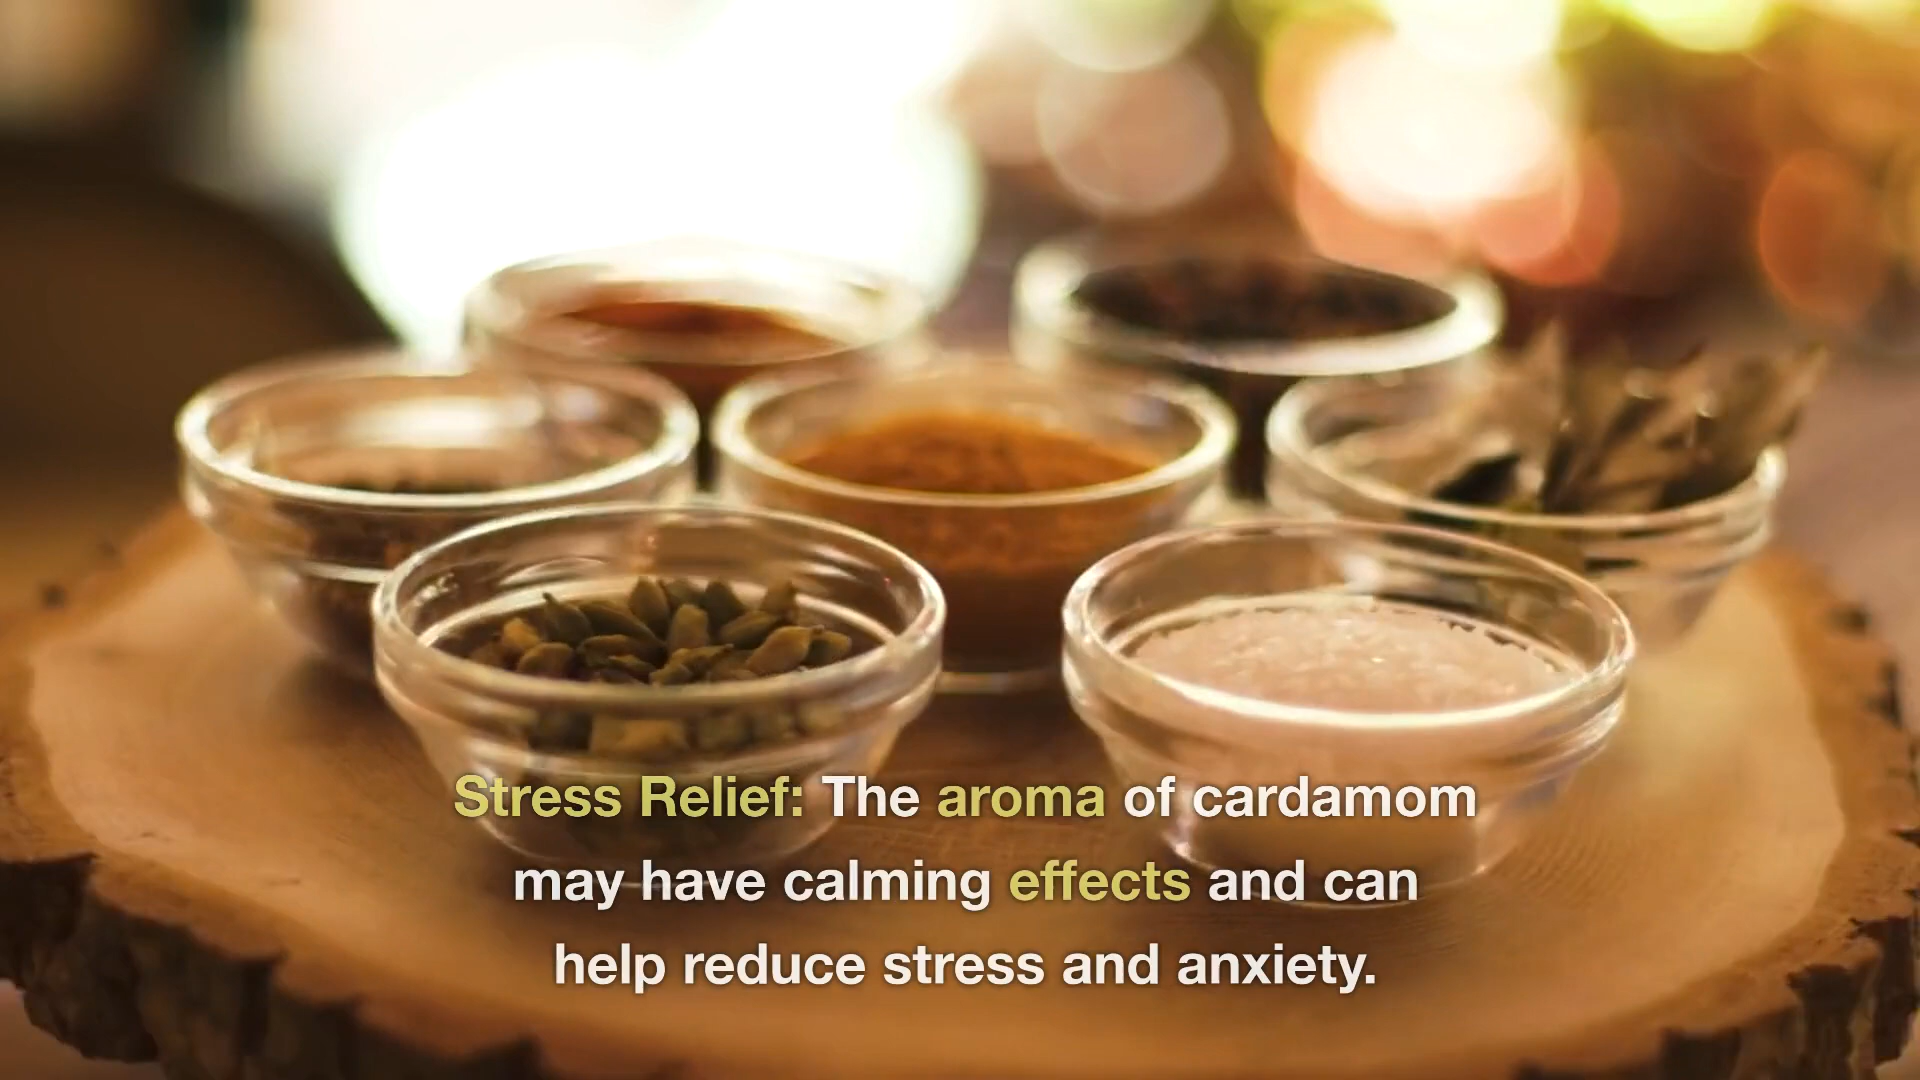 Stress Relief: The aroma of cardamom
may have calming effects and can
help reduce stress and anxiety.